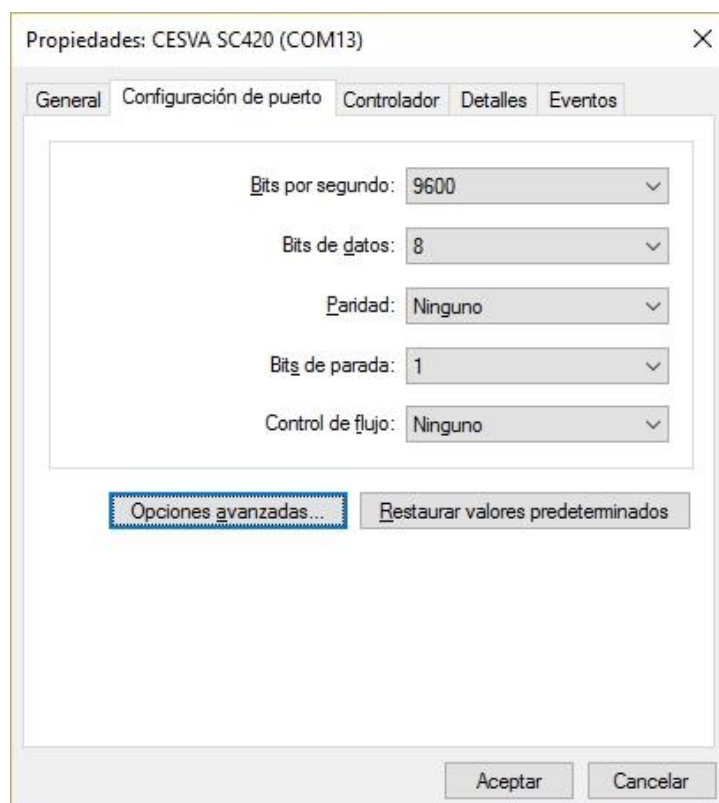 Propiedades: CESVA SC420 (COM13)
General Configuración de puerto Controlador Detalles Eventos
Bits por segundo: 9600
Bits de datos: 8
Paridad: Ninguno
Bits de parada: 1
Control de flujo: Ninguno
Opciones avanzadas... Restaurar valores predeterminados
Aceptar Cancelar